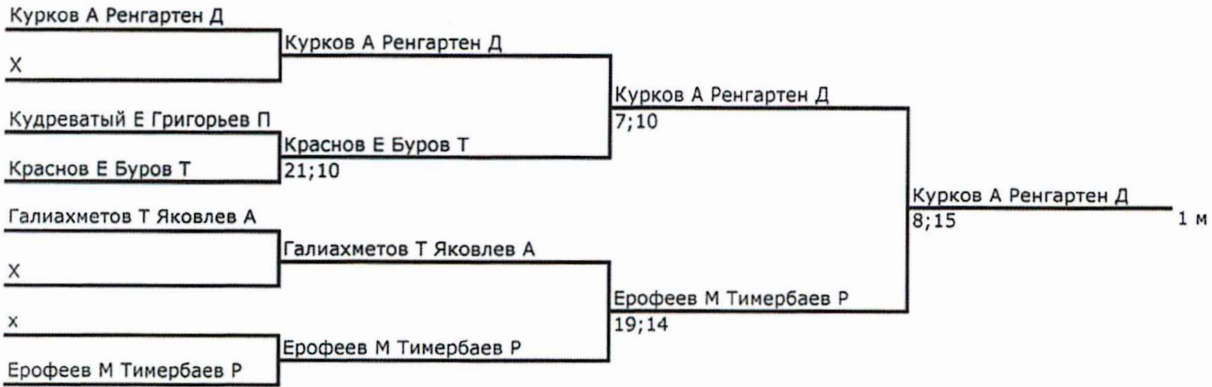 Курков А Ренгартен Д
Х
Кудреватый Е Григорьев П
Краснов Е Буров Т
Галиахметов Т Яковлев А
Х
х
Ерофеев М Тимербаев Р
Курков А Ренгартен Д
Краснов Е Буров Т
21;10
Галиахметов Т Яковлев А
Ерофеев М Тимербаев Р
Курков А Ренгартен Д
7;10
Ерофеев М Тимербаев Р
19;14
Курков А Ренгартен Д
8;15
1 м